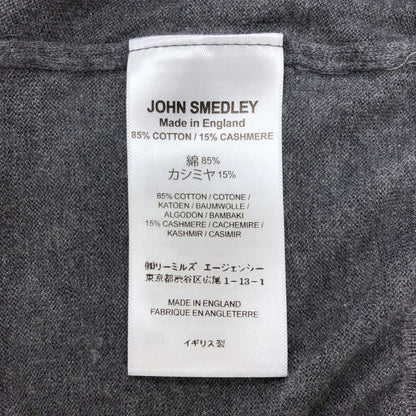 JOHN SMEDLEY
Made in England
85% COTTON / 15% CASHMERE
綿 85%
カシミヤ 15%
85% COTTON / COTONE /
KATOEN / BAUMWOLLE /
ALGODON / BAMBAKI
15% CASHMERE / CACHEMIRE /
KASHMIR / CASIMIR
㈱リーミルズ エージェンシー
東京都渋谷区広尾 1-13-1
MADE IN ENGLAND
FABRIQUE EN ANGLETERRE
イギリス製